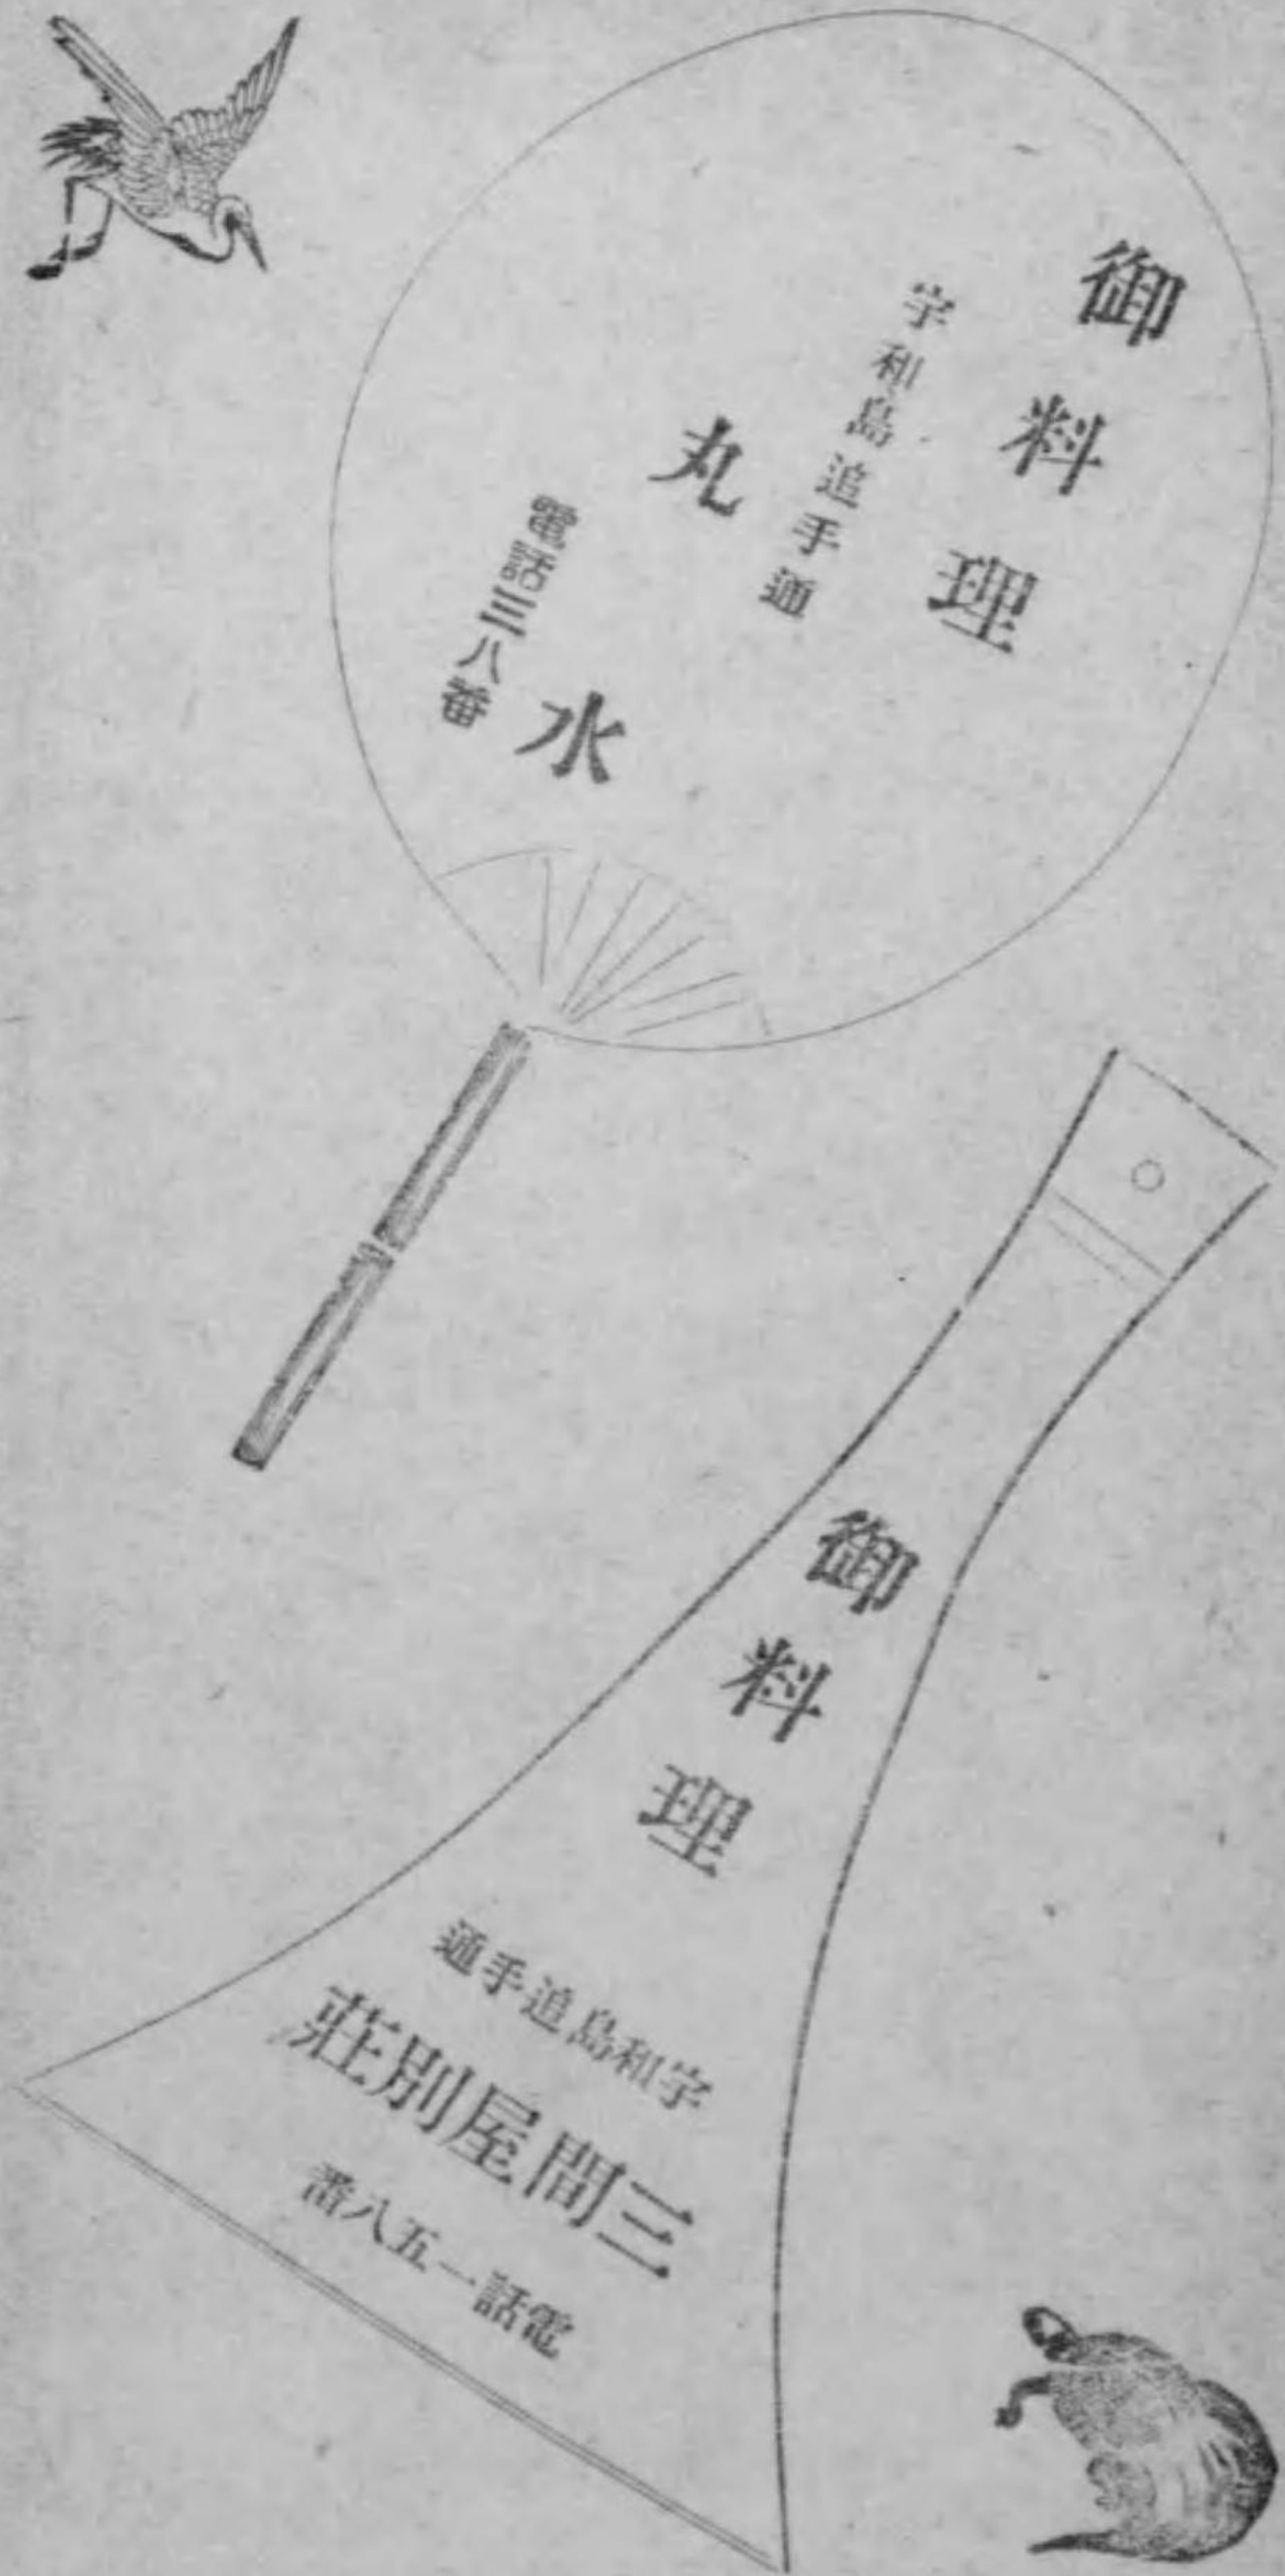 御料理
宇和島追手通
丸水
電話三八番
御料理
宇和島追手通
三間屋別莊
電話一五八番